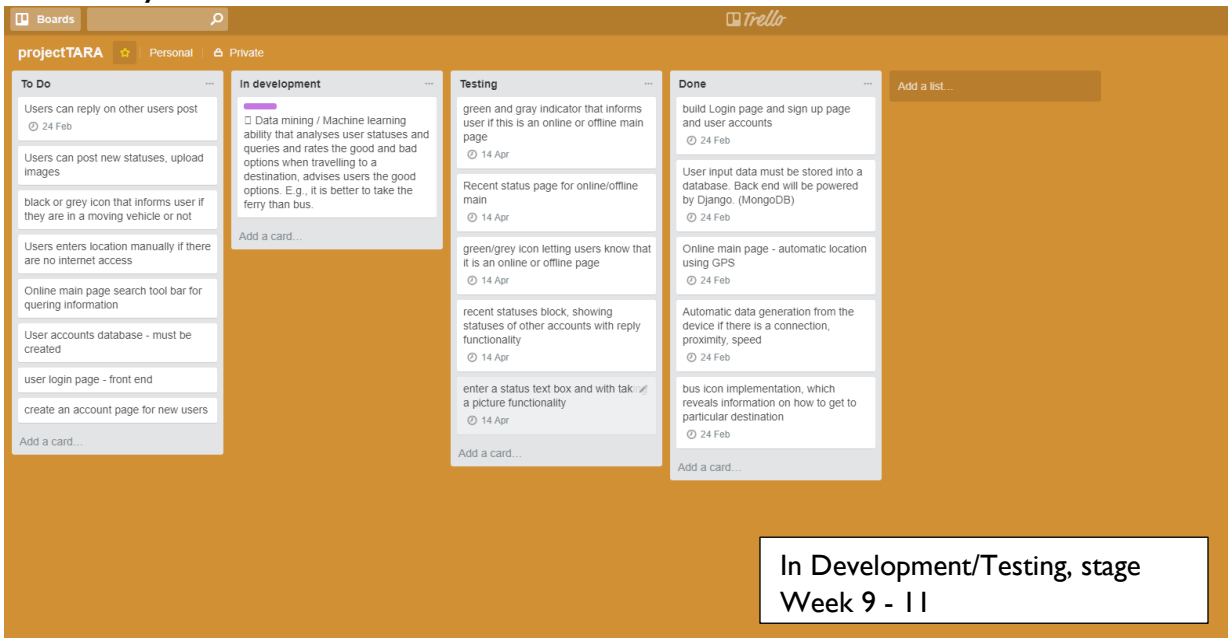 Boards
Trello
projectTARA
Personal
Private
To Do
Users can reply on other users post
24 Feb
Users can post new statuses, upload
images
black or grey icon that informs user if
they are in a moving vehicle or not
Users enters location manually if there
are no internet access
Online main page search tool bar for
quering information
User accounts database - must be
created
user login page - front end
create an account page for new users
Add a card...
In development
Data mining / Machine learning
ability that analyses user statuses and
queries and rates the good and bad
options when travelling to a
destination, advises users the good
options. E.g., it is better to take the
ferry than bus.
Add a card...
Testing
green and gray indicator that informs
user if this is an online or offline main
page
14 Apr
Recent status page for online/offline
main
14 Apr
green/grey icon letting users know that
it is an online or offline page
14 Apr
recent statuses block, showing
statuses of other accounts with reply
functionality
14 Apr
enter a status text box and with taking
a picture functionality
14 Apr
Add a card...
Done
build Login page and sign up page
and user accounts
24 Feb
User input data must be stored into a
database. Back end will be powered
by Django. (MongoDB)
24 Feb
Online main page - automatic location
using GPS
24 Feb
Automatic data generation from the
device if there is a connection,
proximity, speed
24 Feb
bus icon implementation, which
reveals information on how to get to
particular destination
24 Feb
Add a card...
Add a list...
In Development/Testing, stage
Week 9 - 11